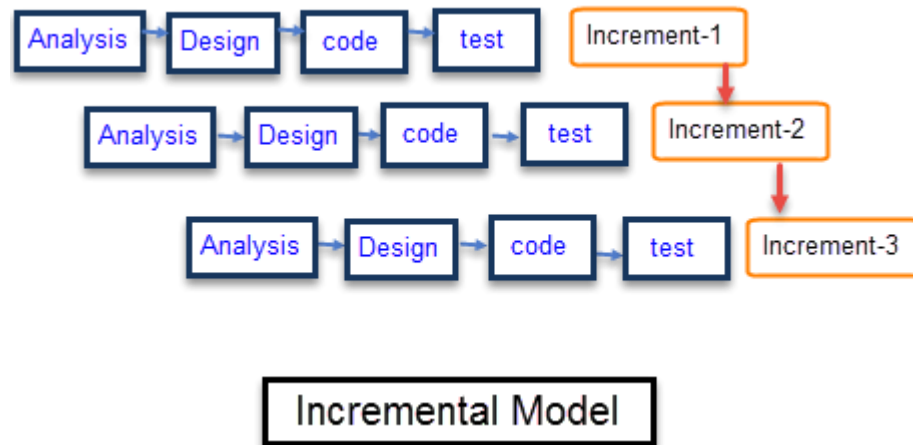 Analysis Design code test Increment-1
Analysis Design code test Increment-2
Analysis Design code test Increment-3
Incremental Model